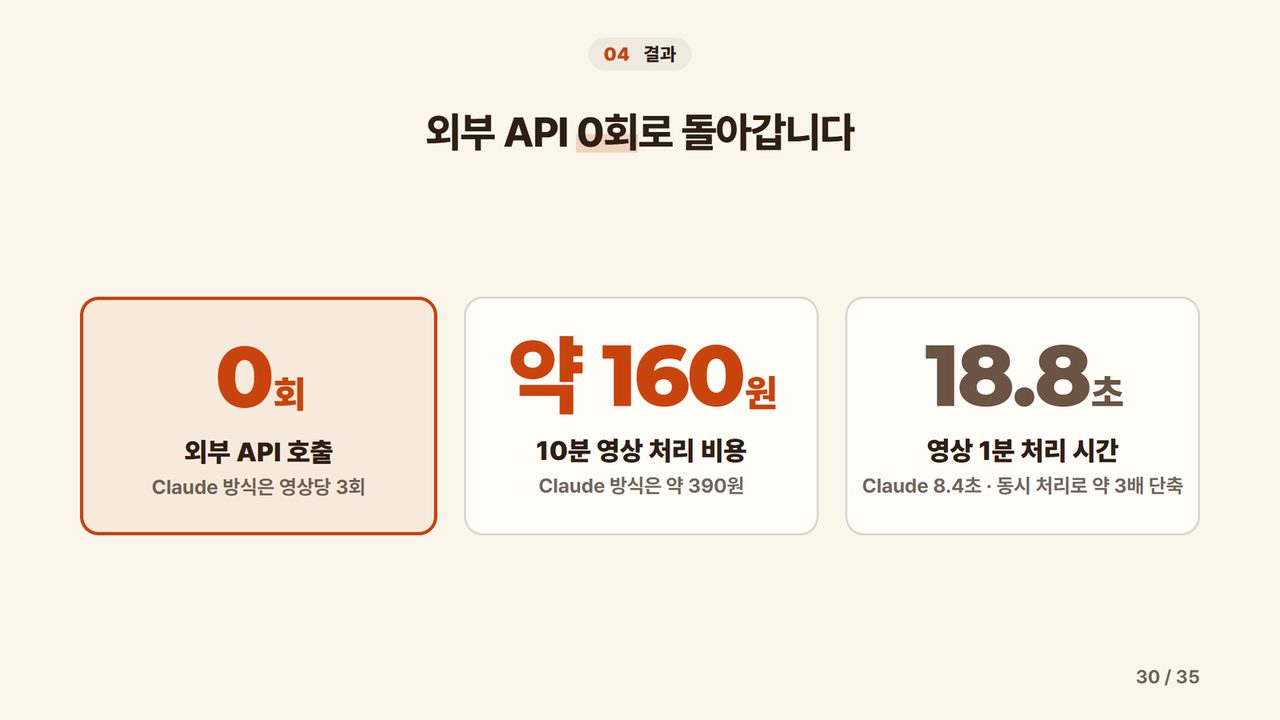 04 결과
외부 API 0회로 돌아갑니다
0회
외부 API 호출
Claude 방식은 영상당 3회
약 160원
10분 영상 처리 비용
Claude 방식은 약 390원
18.8초
영상 1분 처리 시간
Claude 8.4초 · 동시 처리로 약 3배 단축
30 / 35